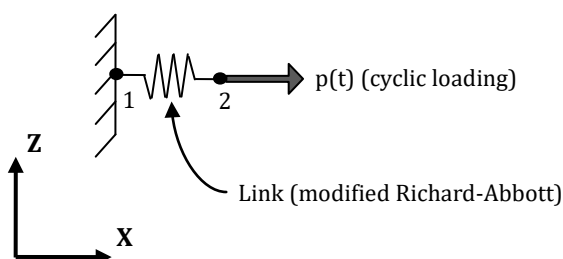 p(t) (cyclic loading)
1
2
Z
Link (modified Richard-Abbott)
X